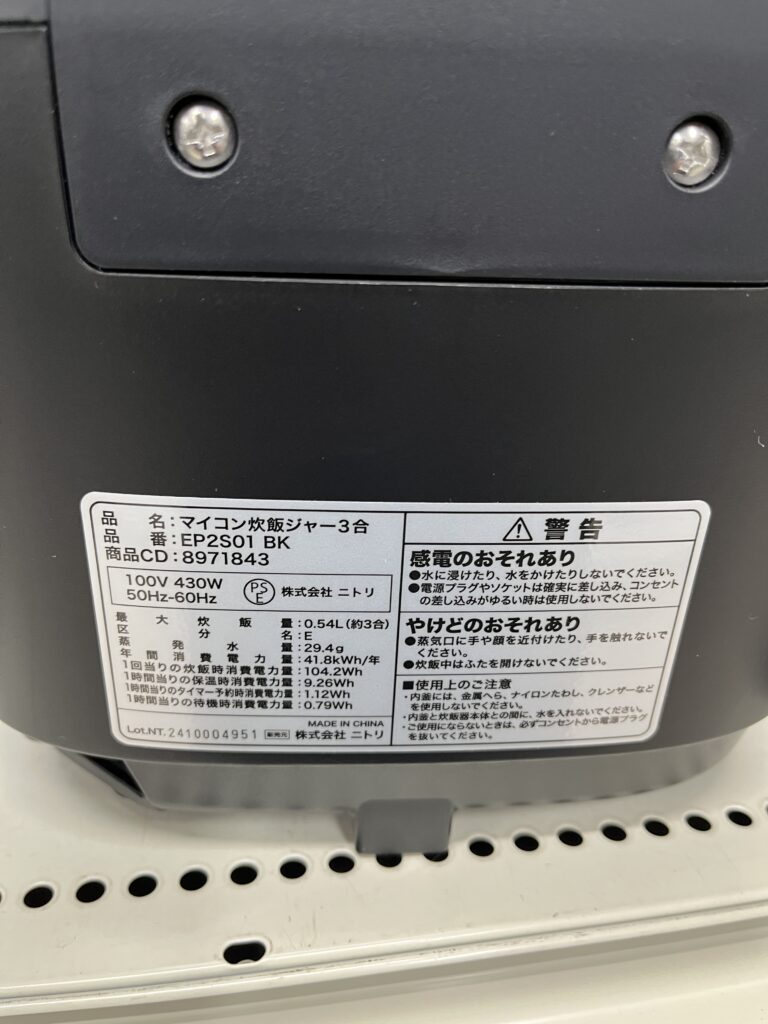 品 名:マイコン炊飯ジャー3合
品 番:EP2S01 BK
商品CD:8971843
100V 430W
50Hz-60Hz
PSE
株式会社 ニトリ
最大炊飯量:0.54L(約3合)
区分名:E
蒸発水量:29.4g
年間消費電力量:41.8kWh/年
1回当りの炊飯時消費電力量:104.2Wh
1時間当りの保温時消費電力量:9.26Wh
1時間当りのタイマー予約時消費電力量:1.12Wh
1時間当りの待機時消費電力量:0.79Wh
MADE IN CHINA
Lot.NT.2410004951 販売元 株式会社 ニトリ
警告
感電のおそれあり
●水に浸けたり、水をかけたりしないでください。
●電源プラグやソケットは確実に差し込み、コンセント
の差し込みがゆるい時は使用しないでください。
やけどのおそれあり
●蒸気口に手や顔を近付けたり、手を触れないで
ください。
●炊飯中はふたを開けないでください。
■使用上のご注意
・内釜には、金属へら、ナイロンたわし、クレンザーなど
を使用しないでください。
・内釜と炊飯器本体との間に、水を入れないでください。
・ご使用にならないときは、必ずコンセントから電源プラグ
を抜いてください。